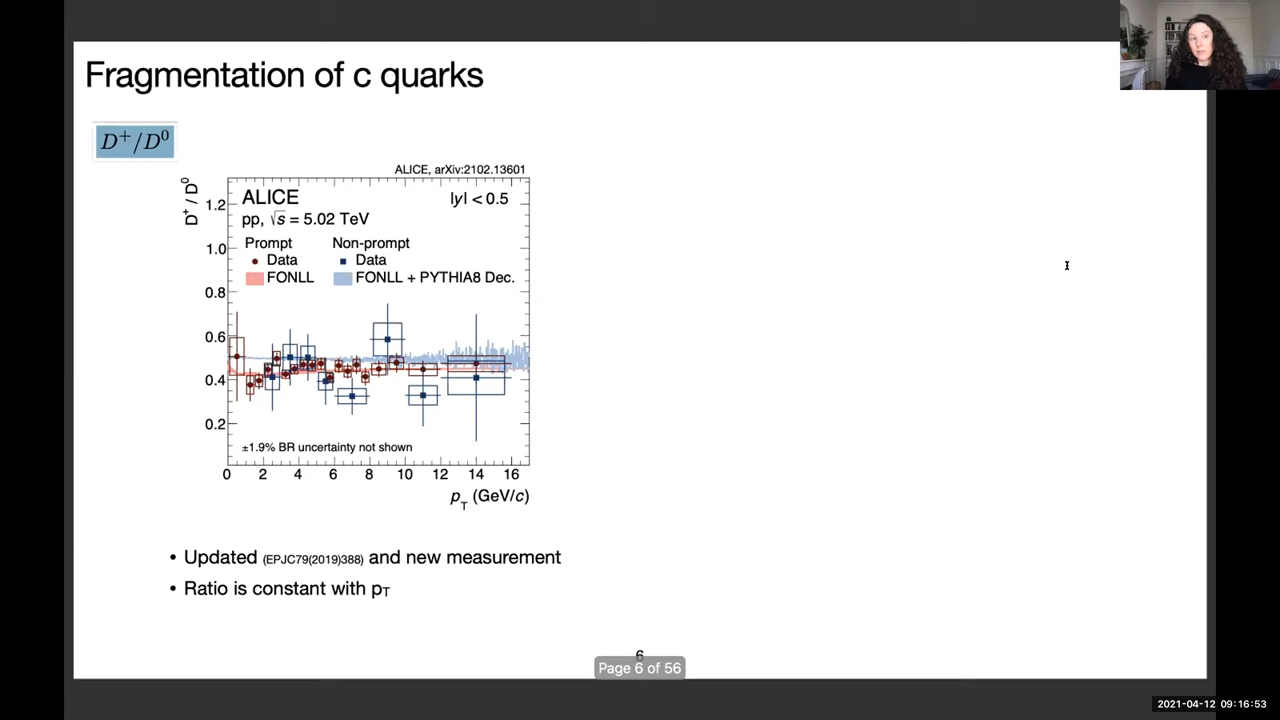 Fragmentation of c quarks
D⁺/D⁰
ALICE, arXiv:2102.13601
D⁺ / D⁰
ALICE
|y| < 0.5
pp, √s = 5.02 TeV
Prompt
Non-prompt
Data
Data
FONLL
FONLL + PYTHIA8 Dec.
1.2
1.0
0.8
0.6
0.4
0.2
±1.9% BR uncertainty not shown
0 2 4 6 8 10 12 14 16
p_T (GeV/c)
• Updated (EPJC79(2019)388) and new measurement
• Ratio is constant with p_T
6
Page 6 of 56
2021-04-12 09:16:53